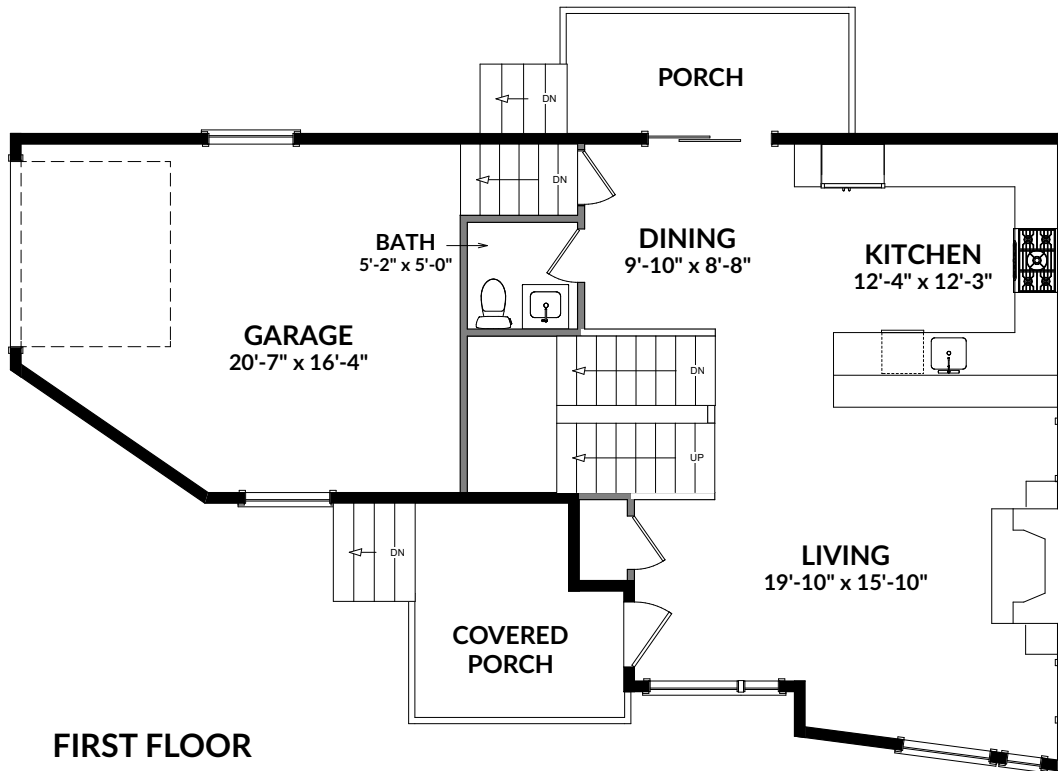 PORCH
DN
DN
BATH
5'-2" x 5'-0"
DINING
9'-10" x 8'-8"
KITCHEN
12'-4" x 12'-3"
GARAGE
20'-7" x 16'-4"
DN
UP
DN
LIVING
19'-10" x 15'-10"
COVERED
PORCH
FIRST FLOOR